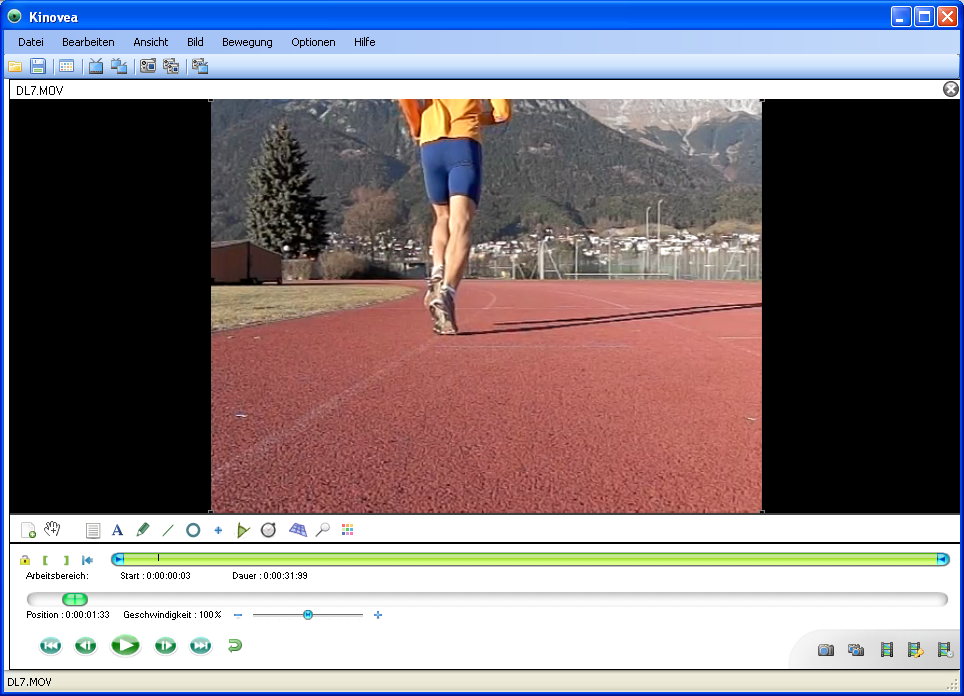 Kinovea
Datei Bearbeiten Ansicht Bild Bewegung Optionen Hilfe
DL7.MOV
Arbeitsbereich: Start : 0:00:00:03 Dauer : 0:00:31:99
Position : 0:00:01:33 Geschwindigkeit : 100%
DL7.MOV